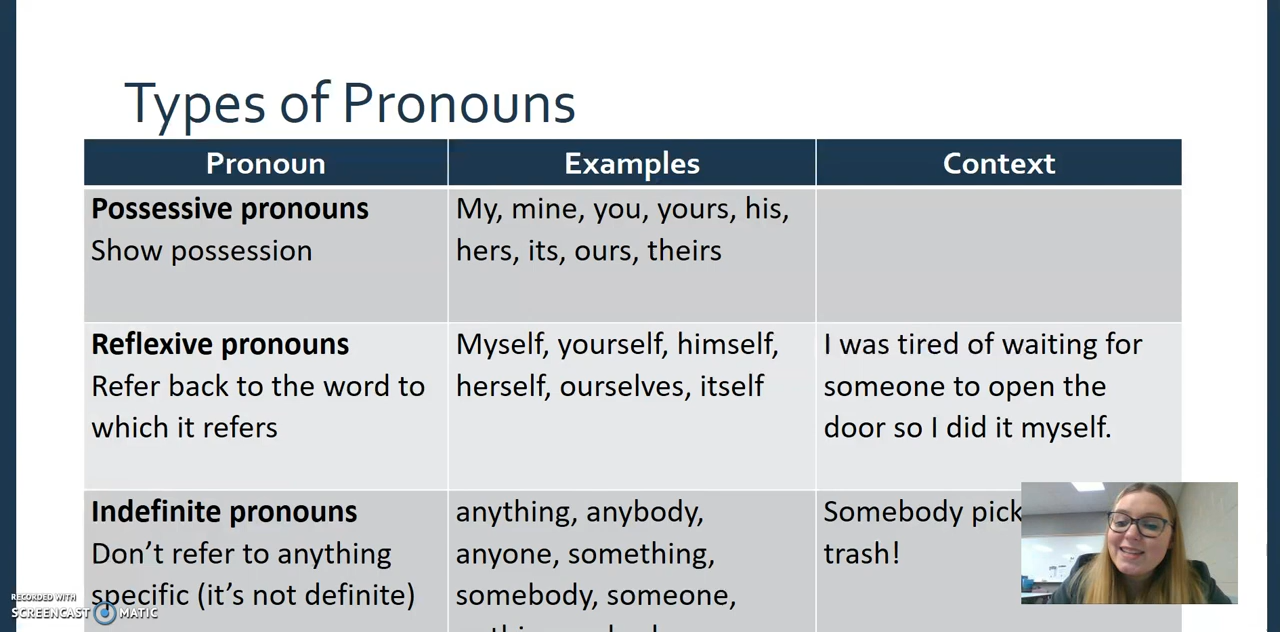 Types of Pronouns
Pronoun
Examples
Context
Possessive pronouns
Show possession
My, mine, you, yours, his,
hers, its, ours, theirs
Reflexive pronouns
Refer back to the word to
which it refers
Myself, yourself, himself,
herself, ourselves, itself
I was tired of waiting for
someone to open the
door so I did it myself.
Indefinite pronouns
Don’t refer to anything
specific (it’s not definite)
anything, anybody,
anyone, something,
somebody, someone,
Somebody pick
trash!
RECORDED WITH
SCREENCAST MATIC